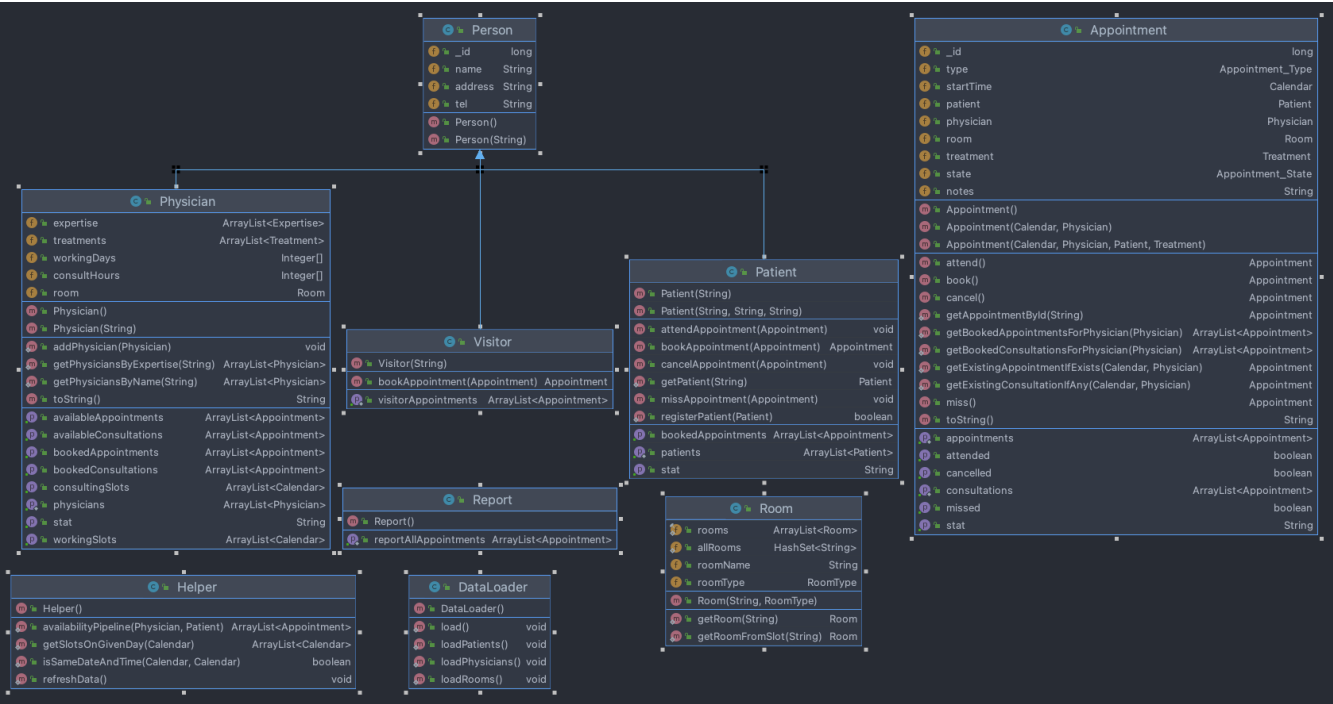 Person
_id long
name String
address String
tel String
Person()
Person(String)
Appointment
_id long
type Appointment_Type
startTime Calendar
patient Patient
physician Physician
room Room
treatment Treatment
state Appointment_State
notes String
Appointment()
Appointment(Calendar, Physician)
Appointment(Calendar, Physician, Patient, Treatment)
attend() Appointment
book() Appointment
cancel() Appointment
getAppointmentById(String) Appointment
getBookedAppointmentsForPhysician(Physician) ArrayList<Appointment>
getBookedConsultationsForPhysician(Physician) ArrayList<Appointment>
getExistingAppointmentIfExists(Calendar, Physician) Appointment
getExistingConsultationIfAny(Calendar, Physician) Appointment
miss() Appointment
toString() String
appointments ArrayList<Appointment>
attended boolean
cancelled boolean
consultations ArrayList<Appointment>
missed boolean
stat String
Physician
expertise ArrayList<Expertise>
treatments ArrayList<Treatment>
workingDays Integer[]
consultHours Integer[]
room Room
Physician()
Physician(String)
addPhysician(Physician) void
getPhysiciansByExpertise(String) ArrayList<Physician>
getPhysiciansByName(String) ArrayList<Physician>
toString() String
availableAppointments ArrayList<Appointment>
availableConsultations ArrayList<Appointment>
bookedAppointments ArrayList<Appointment>
bookedConsultations ArrayList<Appointment>
consultingSlots ArrayList<Calendar>
physicians ArrayList<Physician>
stat String
workingSlots ArrayList<Calendar>
Visitor
Visitor(String)
bookAppointment(Appointment) Appointment
visitorAppointments ArrayList<Appointment>
Patient
Patient(String)
Patient(String, String, String)
attendAppointment(Appointment) void
bookAppointment(Appointment) Appointment
cancelAppointment(Appointment) void
getPatient(String) Patient
missAppointment(Appointment) void
registerPatient(Patient) boolean
bookedAppointments ArrayList<Appointment>
patients ArrayList<Patient>
stat String
Report
Report()
reportAllAppointments ArrayList<Appointment>
Room
rooms ArrayList<Room>
allRooms HashSet<String>
roomName String
roomType RoomType
Room(String, RoomType)
getRoom(String) Room
getRoomFromSlot(String) Room
Helper
Helper()
availabilityPipeline(Physician, Patient) ArrayList<Appointment>
getSlotsOnGivenDay(Calendar) ArrayList<Calendar>
isSameDateAndTime(Calendar, Calendar) boolean
refreshData() void
DataLoader
DataLoader()
load() void
loadPatients() void
loadPhysicians() void
loadRooms() void